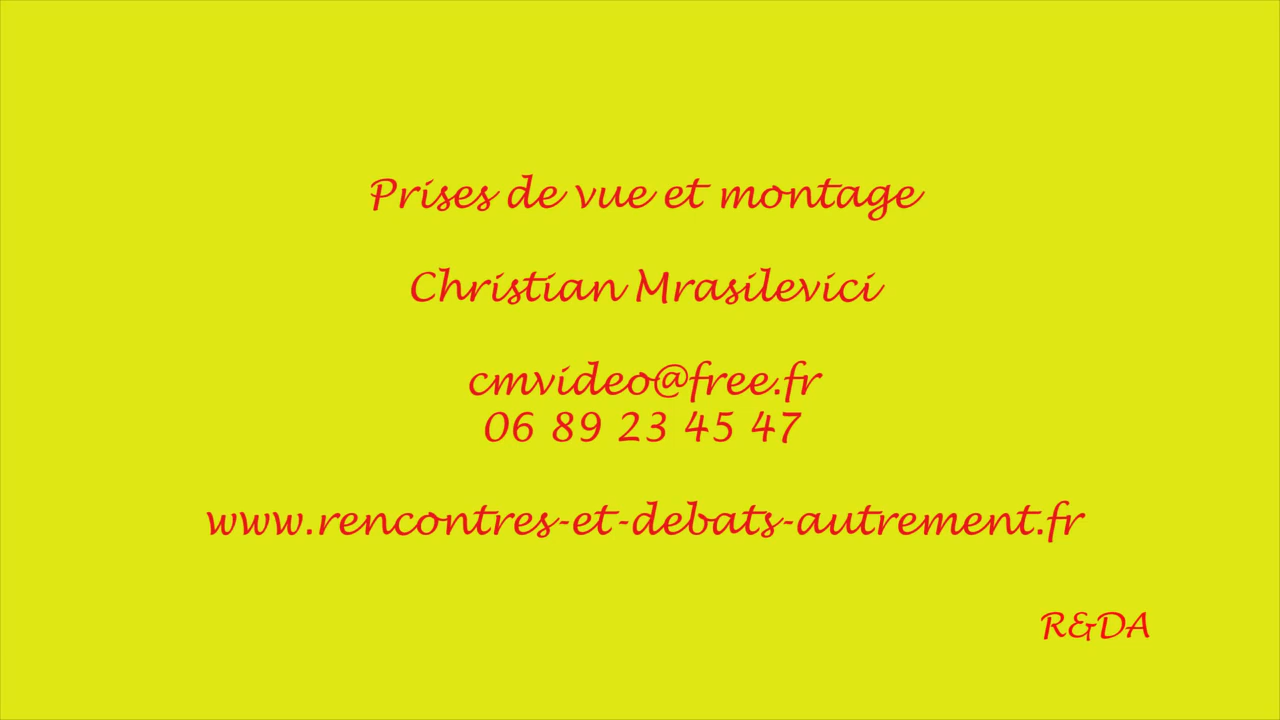 Prises de vue et montage
Christian Mrasilevici
cmvideo@free.fr
06 89 23 45 47
www.rencontres-et-debats-autrement.fr
R&DA